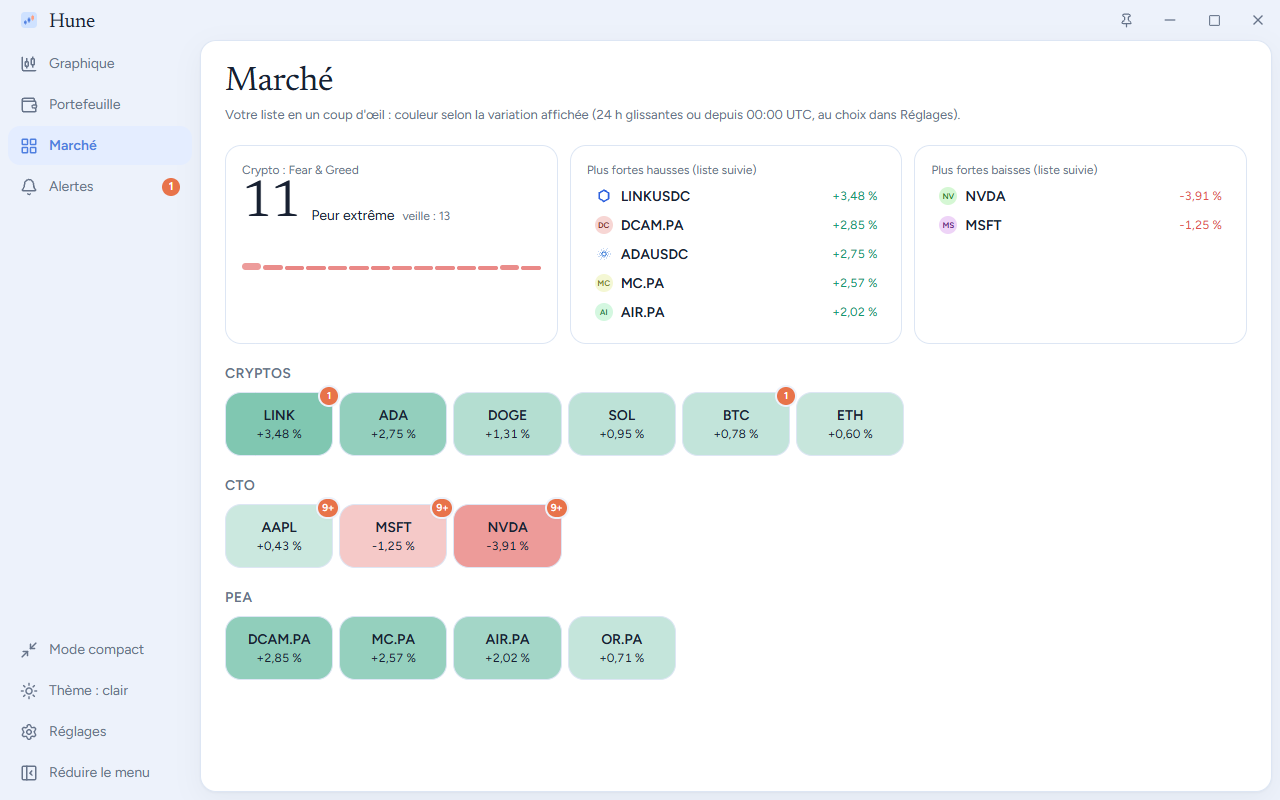 Hune
Graphique
Portefeuille
Marché
Alertes
1
Mode compact
Thème : clair
Réglages
Réduire le menu
Marché
Votre liste en un coup d'œil : couleur selon la variation affichée (24 h glissantes ou depuis 00:00 UTC, au choix dans Réglages).
Crypto : Fear & Greed
11 Peur extrême veille : 13
Plus fortes hausses (liste suivie)
LINKUSDC +3,48 %
DC DCAM.PA +2,85 %
ADAUSDC +2,75 %
MC MC.PA +2,57 %
AI AIR.PA +2,02 %
Plus fortes baisses (liste suivie)
NV NVDA -3,91 %
MS MSFT -1,25 %
CRYPTOS
1
LINK
+3,48 %
ADA
+2,75 %
DOGE
+1,31 %
SOL
+0,95 %
1
BTC
+0,78 %
ETH
+0,60 %
CTO
9+
AAPL
+0,43 %
9+
MSFT
-1,25 %
9+
NVDA
-3,91 %
PEA
DCAM.PA
+2,85 %
MC.PA
+2,57 %
AIR.PA
+2,02 %
OR.PA
+0,71 %